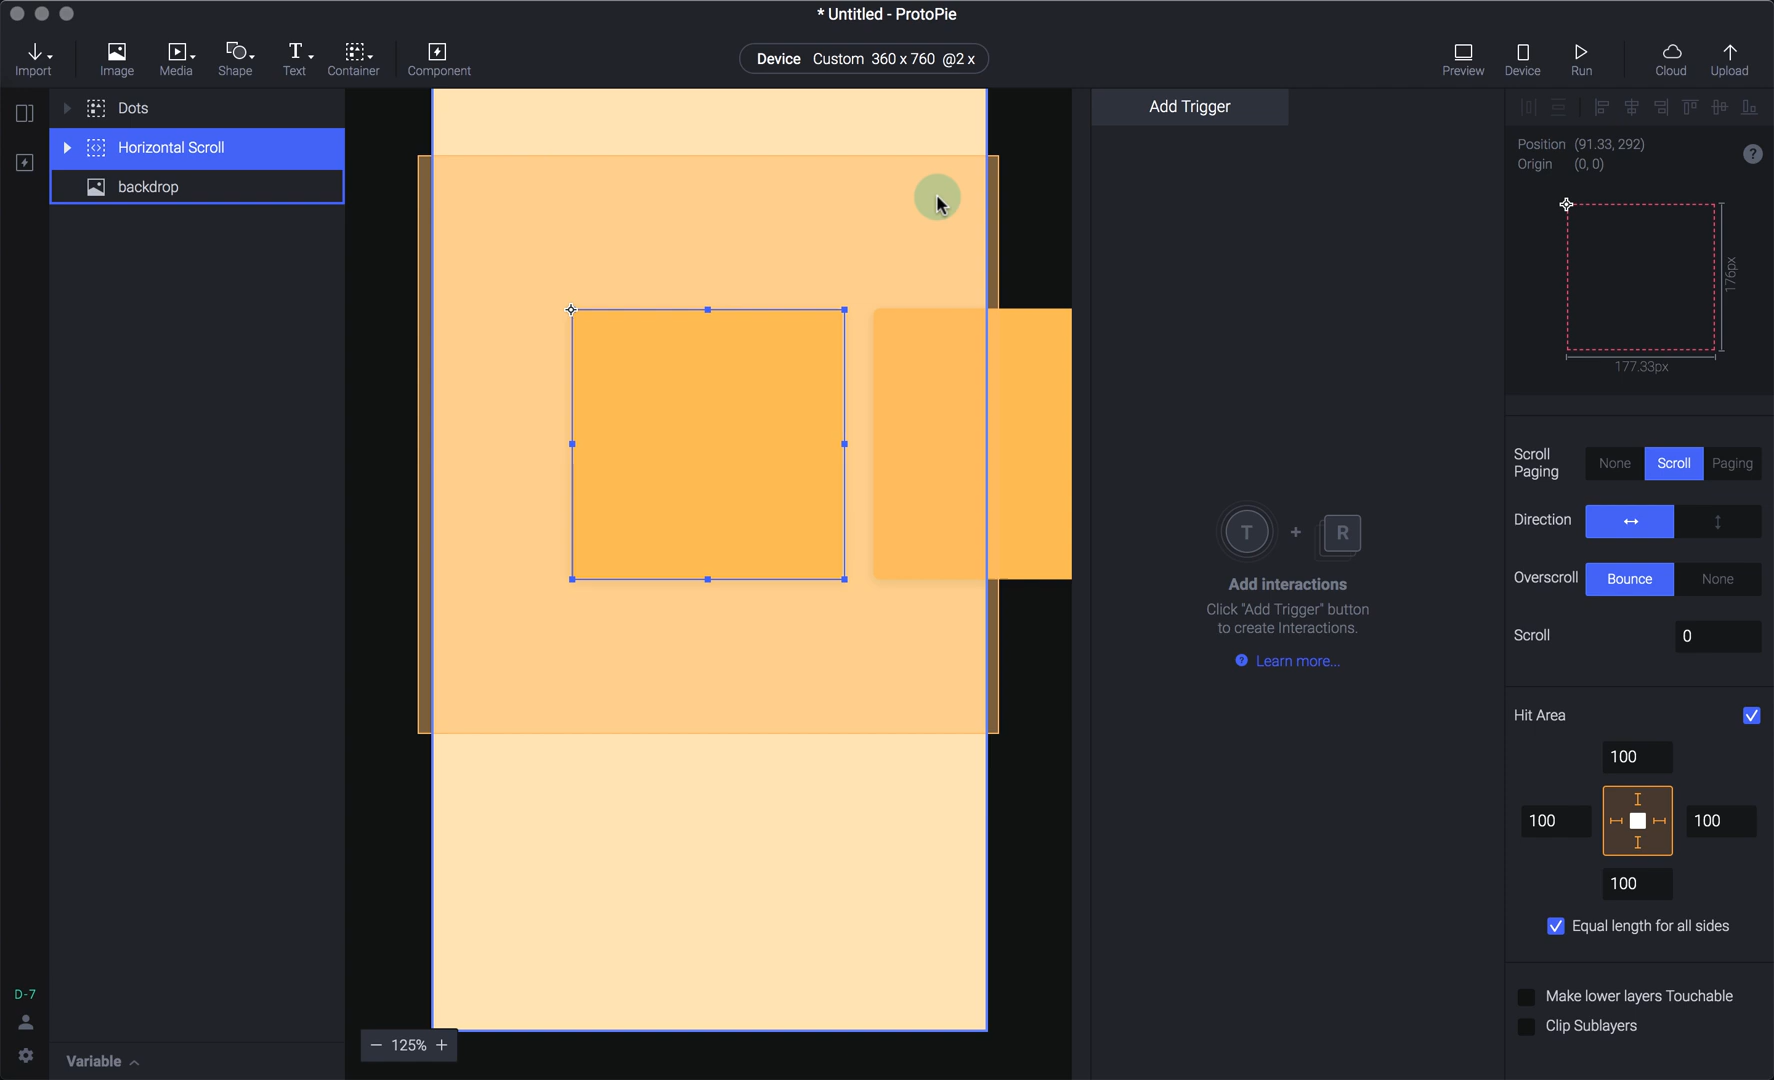 * Untitled - ProtoPie
Import
Image
Media
Shape
Text
Container
Component
Device Custom 360 x 760 @2 x
Preview
Device
Run
Cloud
Upload
Dots
Horizontal Scroll
backdrop
D-7
Variable
125%
Add Trigger
T + R
Add interactions
Click "Add Trigger" button
to create Interactions.
? Learn more...
Position (91.33, 292)
Origin (0, 0)
?
176px
177.33px
Scroll
Paging
None
Scroll
Paging
Direction
Overscroll
Bounce
None
Scroll
0
Hit Area
100
100
100
100
Equal length for all sides
Make lower layers Touchable
Clip Sublayers